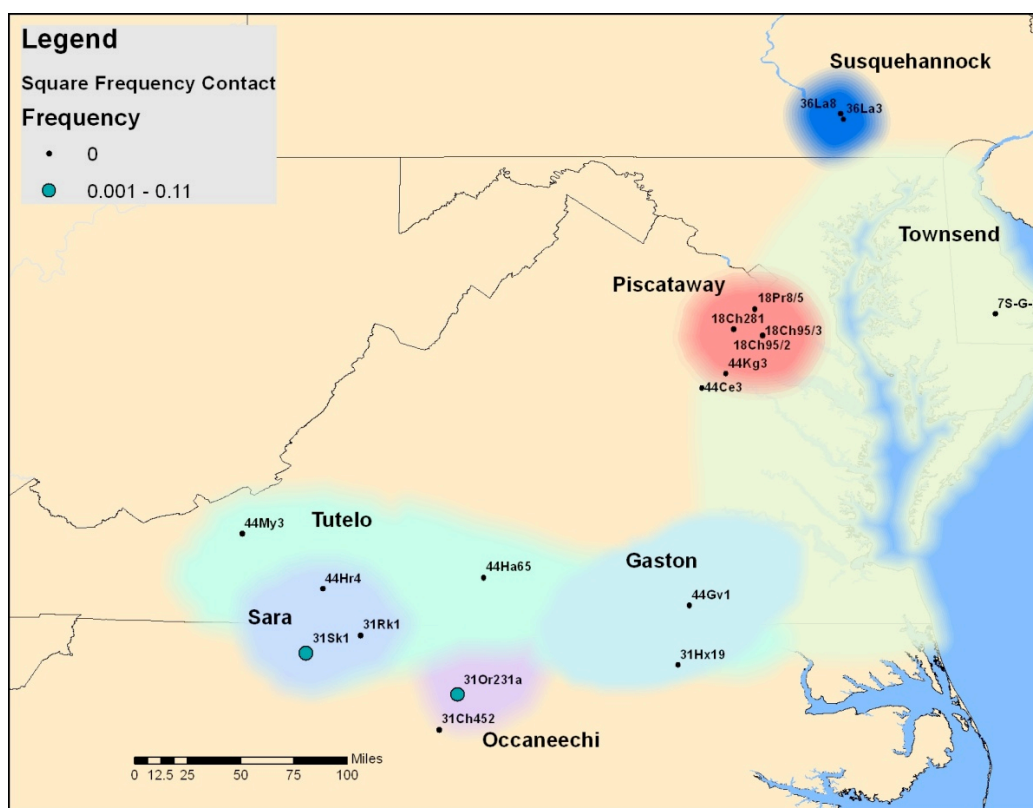 Legend
Square Frequency Contact
Frequency
0
0.001 - 0.11
Susquehannock
36La8
36La3
Townsend
7S-G-
Piscataway
18Pr8/5
18Ch281
18Ch95/3
18Ch95/2
44Kg3
44Ce3
Tutelo
44My3
44Ha65
Gaston
44Hr4
44Gv1
Sara
31Sk1
31Rk1
31Hx19
31Or231a
31Ch452
Occaneechi
Miles
0 12.5 25 50 75 100